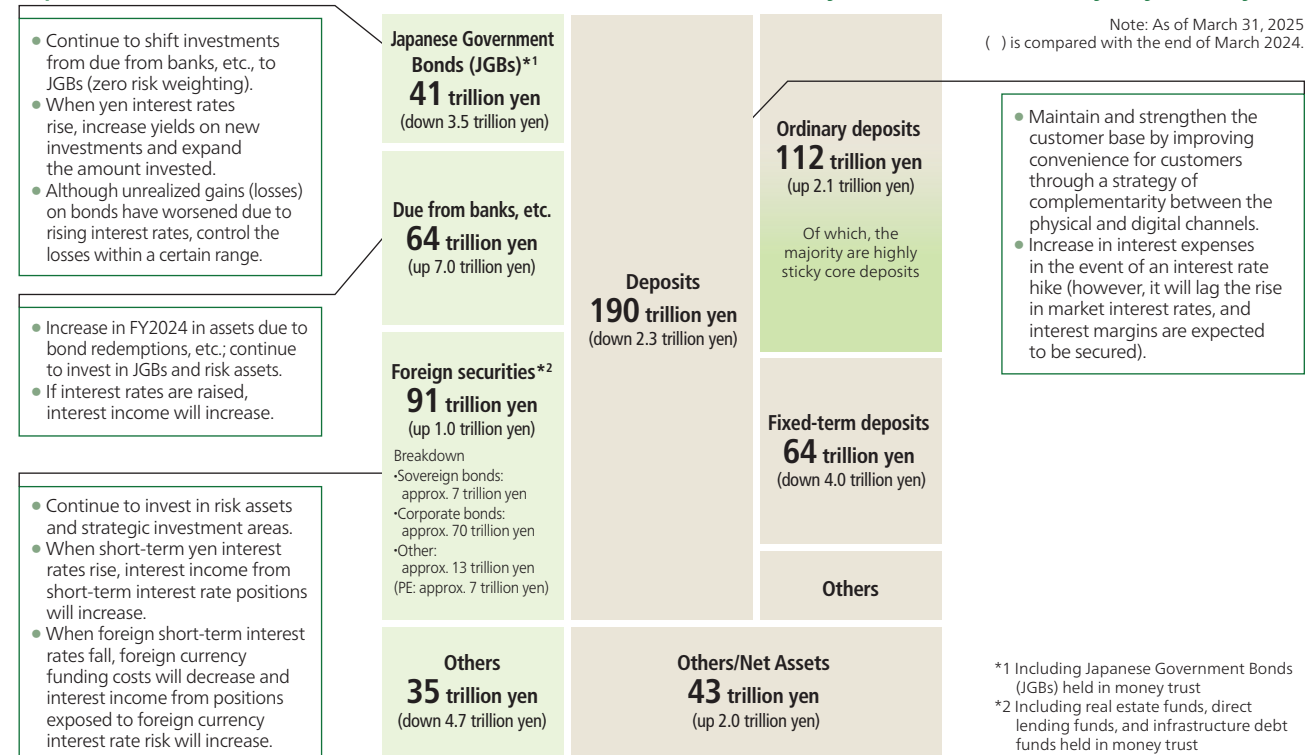 Note: As of March 31, 2025
( ) is compared with the end of March 2024.
● Continue to shift investments
from due from banks, etc., to
JGBs (zero risk weighting).
● When yen interest rates
rise, increase yields on new
investments and expand
the amount invested.
● Although unrealized gains (losses)
on bonds have worsened due to
rising interest rates, control the
losses within a certain range.
● Increase in FY2024 in assets due to
bond redemptions, etc.; continue
to invest in JGBs and risk assets.
● If interest rates are raised,
interest income will increase.
● Continue to invest in risk assets
and strategic investment areas.
● When short-term yen interest
rates rise, interest income from
short-term interest rate positions
will increase.
● When foreign short-term interest
rates fall, foreign currency
funding costs will decrease and
interest income from positions
exposed to foreign currency
interest rate risk will increase.
Japanese Government
Bonds (JGBs)*1
41 trillion yen
(down 3.5 trillion yen)
Due from banks, etc.
64 trillion yen
(up 7.0 trillion yen)
Foreign securities*2
91 trillion yen
(up 1.0 trillion yen)
Breakdown
·Sovereign bonds:
approx. 7 trillion yen
·Corporate bonds:
approx. 70 trillion yen
·Other:
approx. 13 trillion yen
(PE: approx. 7 trillion yen)
Others
35 trillion yen
(down 4.7 trillion yen)
Deposits
190 trillion yen
(down 2.3 trillion yen)
Ordinary deposits
112 trillion yen
(up 2.1 trillion yen)
Of which, the
majority are highly
sticky core deposits
Fixed-term deposits
64 trillion yen
(down 4.0 trillion yen)
Others
Others/Net Assets
43 trillion yen
(up 2.0 trillion yen)
● Maintain and strengthen the
customer base by improving
convenience for customers
through a strategy of
complementarity between the
physical and digital channels.
● Increase in interest expenses
in the event of an interest rate
hike (however, it will lag the rise
in market interest rates, and
interest margins are expected
to be secured).
*1 Including Japanese Government Bonds
(JGBs) held in money trust
*2 Including real estate funds, direct
lending funds, and infrastructure debt
funds held in money trust